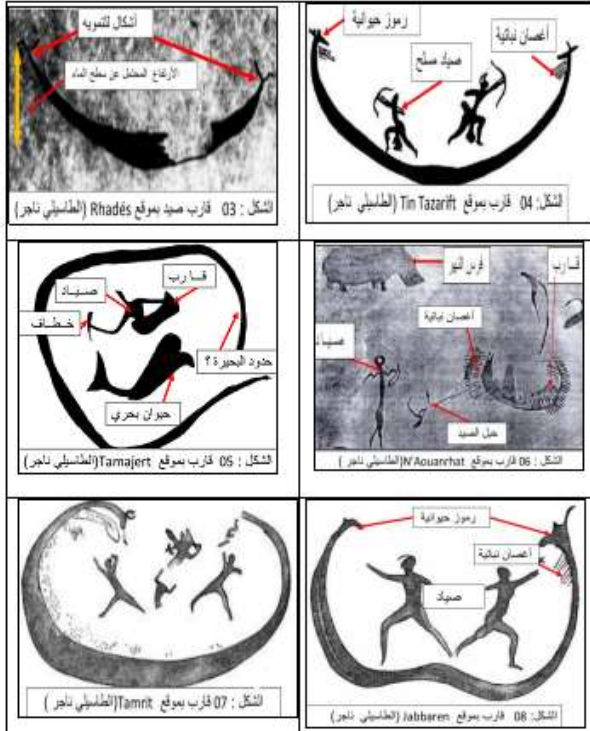 أشكال للتمويه
الارتفاع المحتمل عن سطح الماء
الشكل : 03 قارب صيد بموقع Rhadés (الطاسيلي ناجر)
رموز حيوانية
أغصان نباتية
صياد مسلح
الشكل: 04 قارب بموقع Tin Tazarift (الطاسيلي ناجر)
قارب
صياد
خطاف
حدود البحيرة ؟
حيوان بحري
الشكل : 05 قارب بموقع Tamajert (الطاسيلي ناجر)
فرس النهر
قارب
أغصان نباتية
صياد
حبل الصيد
الشكل : 06 قارب بموقع N'Aouanrhat (الطاسيلي ناجر )
الشكل : 07 قارب بموقع Tamrit (الطاسيلي ناجر )
رموز حيوانية
أغصان نباتية
صياد
الشكل : 08 قارب بموقع Jabbaren (الطاسيلي ناجر)